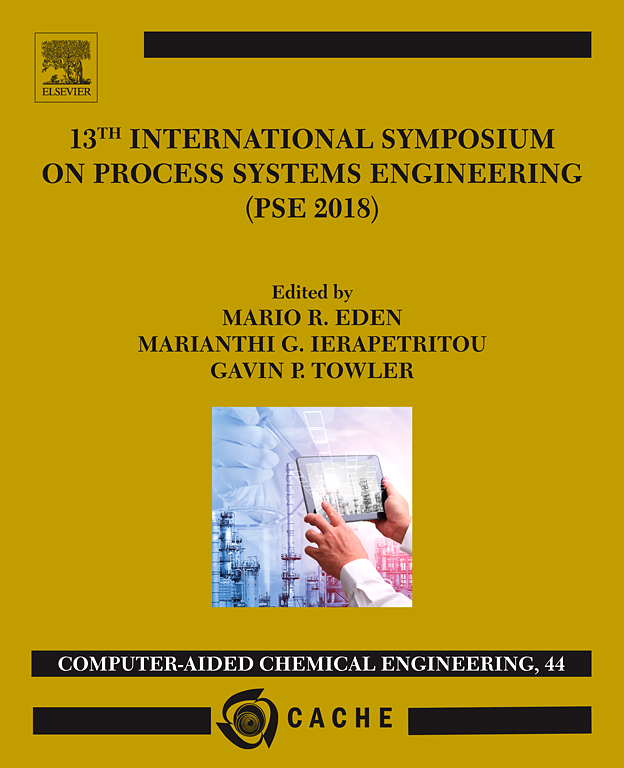 ELSEVIER
13TH INTERNATIONAL SYMPOSIUM
ON PROCESS SYSTEMS ENGINEERING
(PSE 2018)
Edited by
MARIO R. EDEN
MARIANTHI G. IERAPETRITOU
GAVIN P. TOWLER
COMPUTER-AIDED CHEMICAL ENGINEERING, 44
CACHE